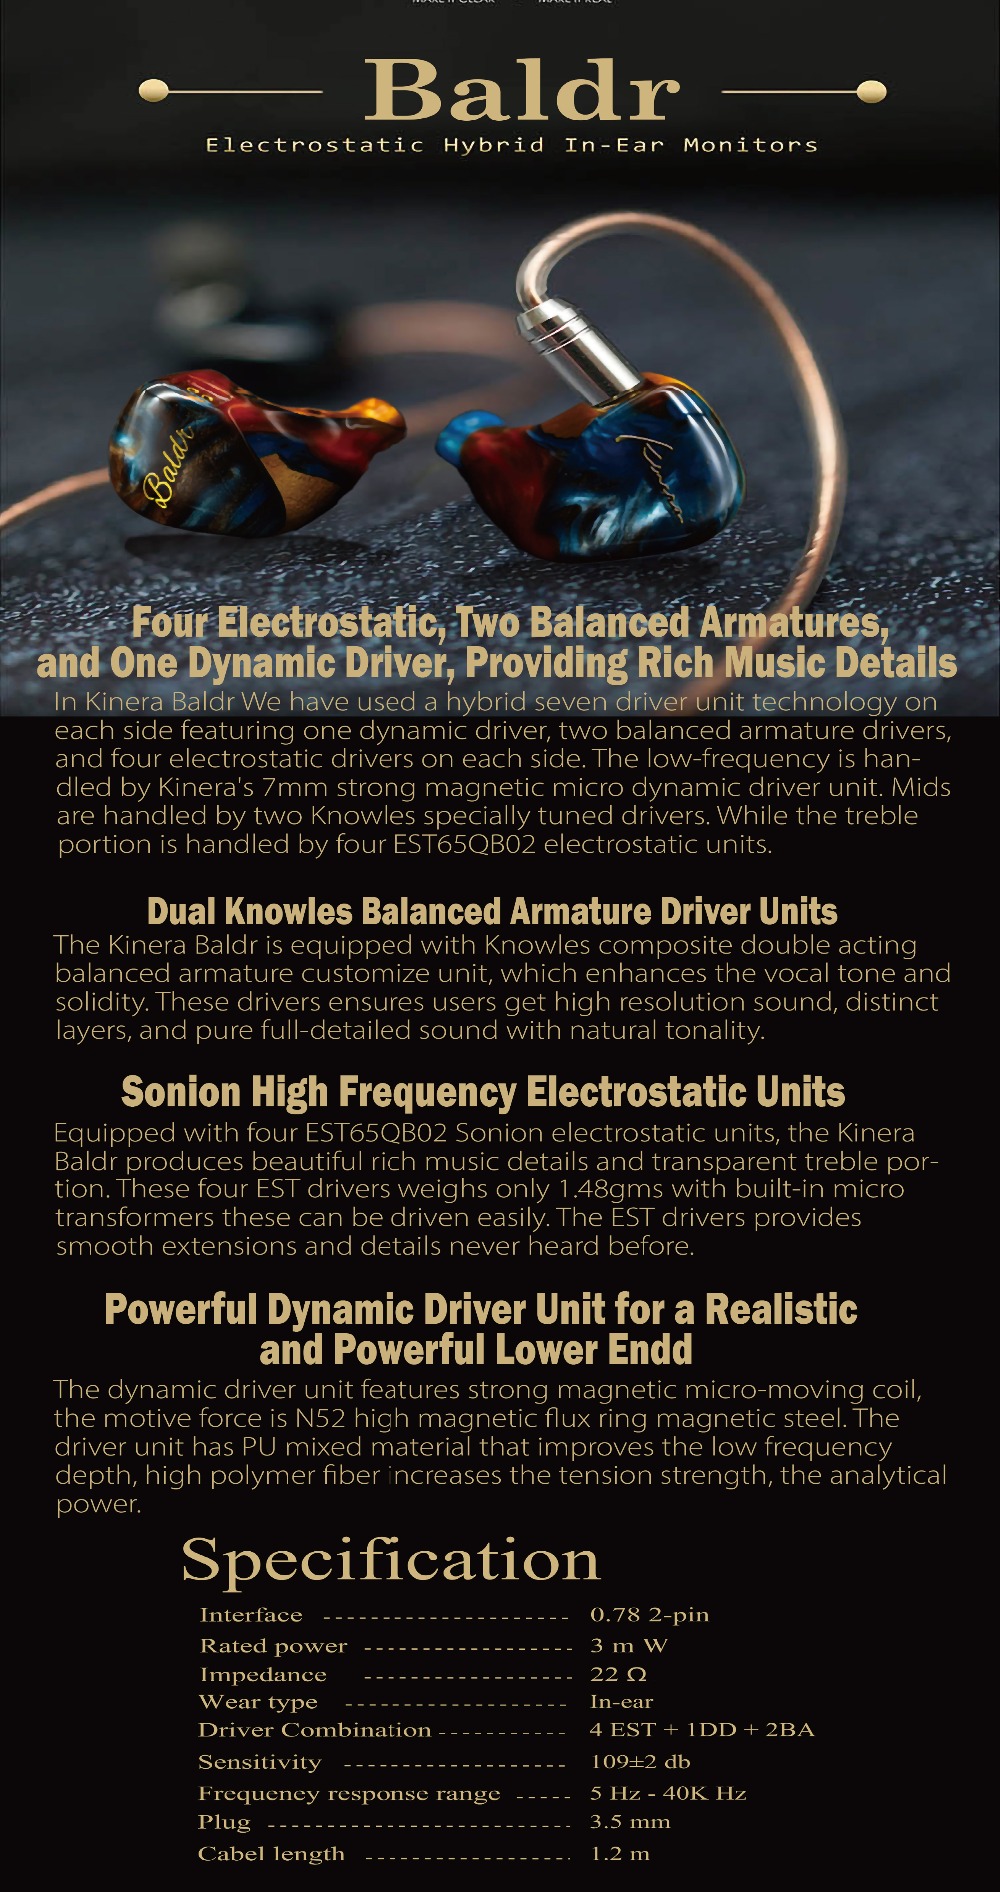 MAKE IT CLEAR MAKE IT REAL
Baldr
Electrostatic Hybrid In-Ear Monitors
Baldr
Kinera
Four Electrostatic, Two Balanced Armatures,
and One Dynamic Driver, Providing Rich Music Details
In Kinera Baldr We have used a hybrid seven driver unit technology on
each side featuring one dynamic driver, two balanced armature drivers,
and four electrostatic drivers on each side. The low-frequency is han-
dled by Kinera's 7mm strong magnetic micro dynamic driver unit. Mids
are handled by two Knowles specially tuned drivers. While the treble
portion is handled by four EST65QB02 electrostatic units.
Dual Knowles Balanced Armature Driver Units
The Kinera Baldr is equipped with Knowles composite double acting
balanced armature customize unit, which enhances the vocal tone and
solidity. These drivers ensures users get high resolution sound, distinct
layers, and pure full-detailed sound with natural tonality.
Sonion High Frequency Electrostatic Units
Equipped with four EST65QB02 Sonion electrostatic units, the Kinera
Baldr produces beautiful rich music details and transparent treble por-
tion. These four EST drivers weighs only 1.48gms with built-in micro
transformers these can be driven easily. The EST drivers provides
smooth extensions and details never heard before.
Powerful Dynamic Driver Unit for a Realistic
and Powerful Lower Endd
The dynamic driver unit features strong magnetic micro-moving coil,
the motive force is N52 high magnetic flux ring magnetic steel. The
driver unit has PU mixed material that improves the low frequency
depth, high polymer fiber increases the tension strength, the analytical
power.
Specification
Interface --------------------- 0.78 2-pin
Rated power ------------------ 3 m W
Impedance ------------------ 22 Ω
Wear type ------------------- In-ear
Driver Combination ----------- 4 EST + 1DD + 2BA
Sensitivity ------------------- 109±2 db
Frequency response range ----- 5 Hz - 40K Hz
Plug -------------------------- 3.5 mm
Cabel length ------------------ 1.2 m